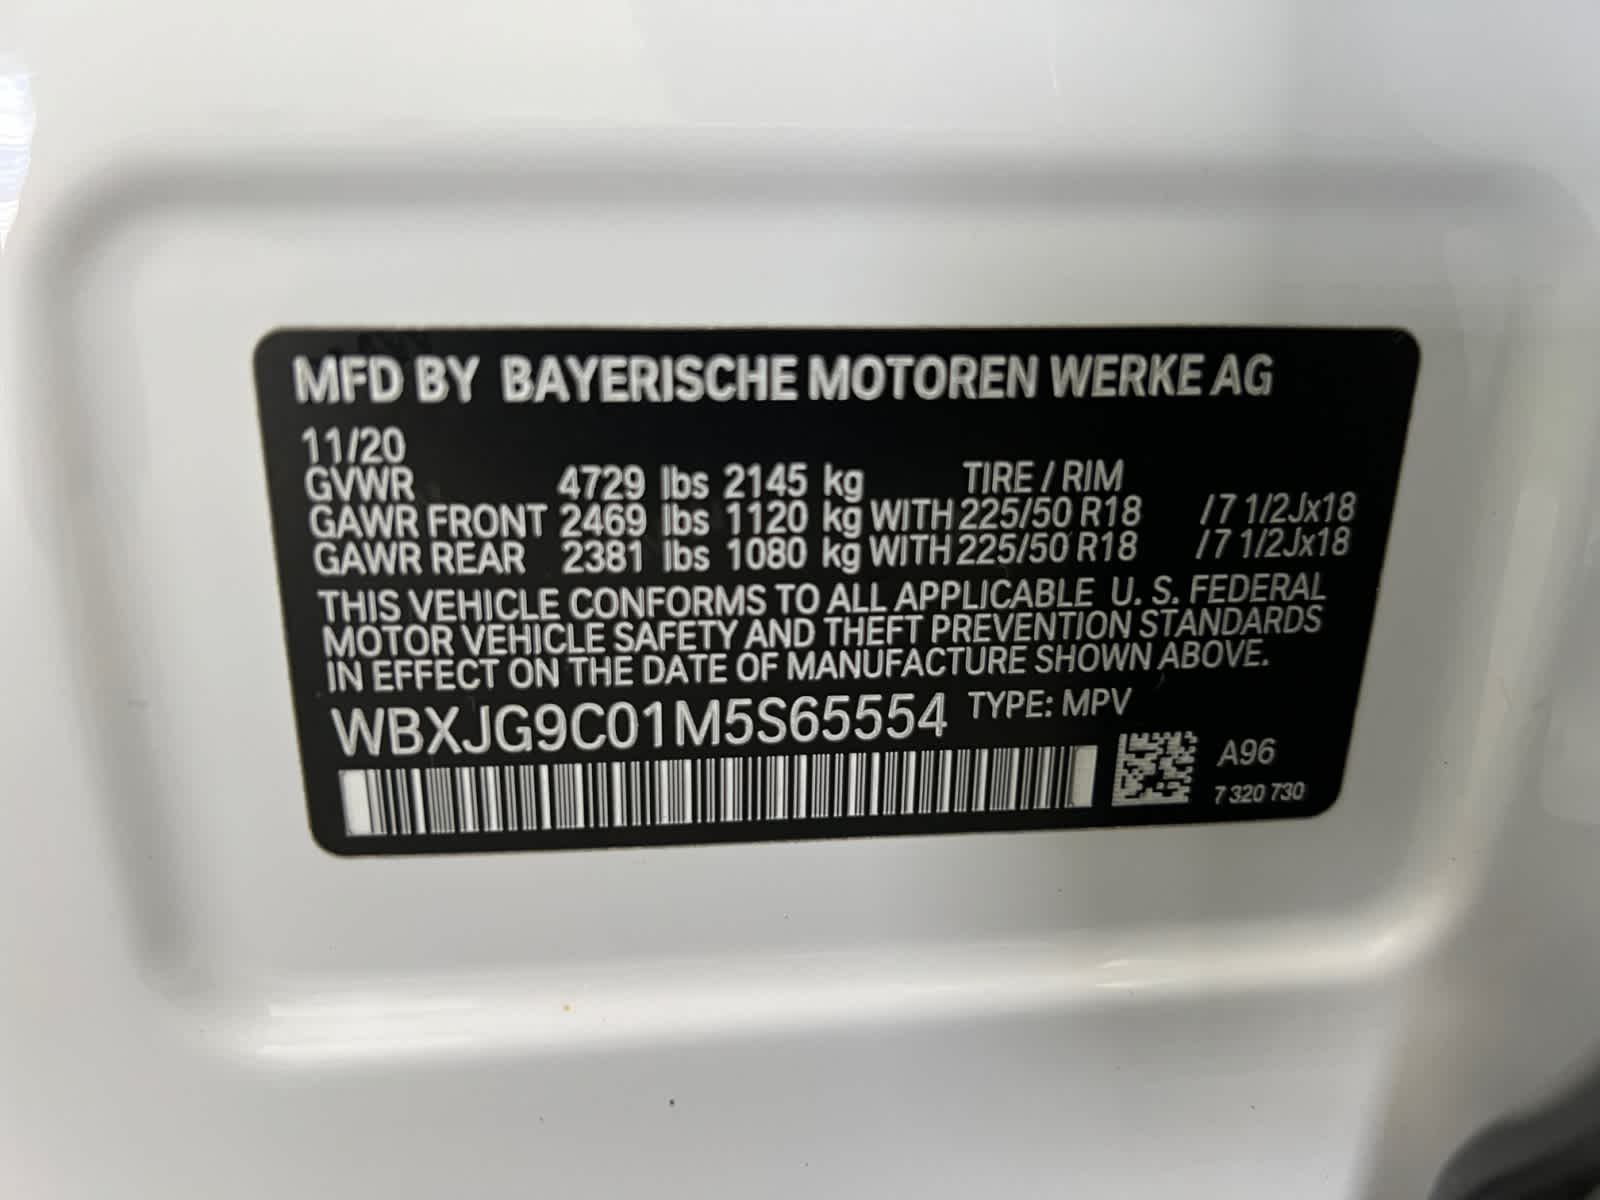 MFD BY BAYERISCHE MOTOREN WERKE AG
11/20
GVWR 4729 lbs 2145 kg TIRE / RIM
GAWR FRONT 2469 lbs 1120 kg WITH 225/50 R18 /7 1/2Jx18
GAWR REAR 2381 lbs 1080 kg WITH 225/50 R18 /7 1/2Jx18
THIS VEHICLE CONFORMS TO ALL APPLICABLE U. S. FEDERAL
MOTOR VEHICLE SAFETY AND THEFT PREVENTION STANDARDS
IN EFFECT ON THE DATE OF MANUFACTURE SHOWN ABOVE.
WBXJG9C01M5S65554 TYPE: MPV
A96
7 320 730